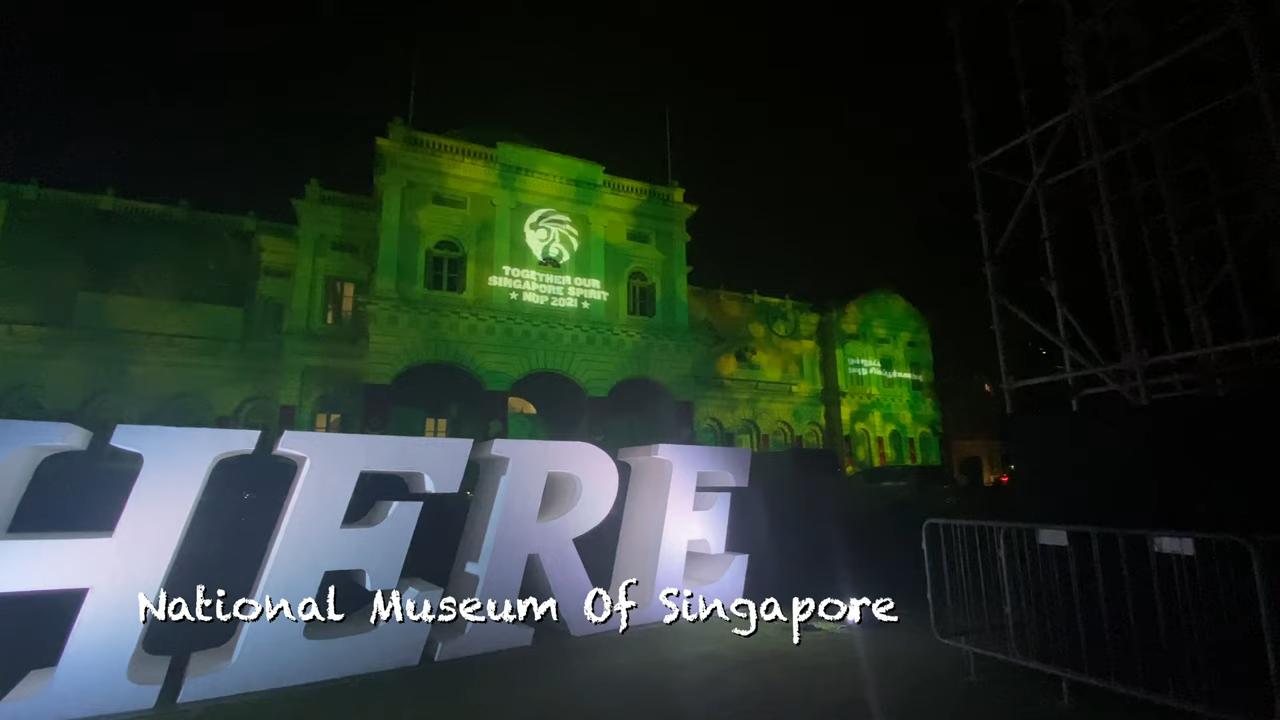 TOGETHER OUR
SINGAPORE SPIRIT
★ NDP 2021 ★
HERE
National Museum Of Singapore